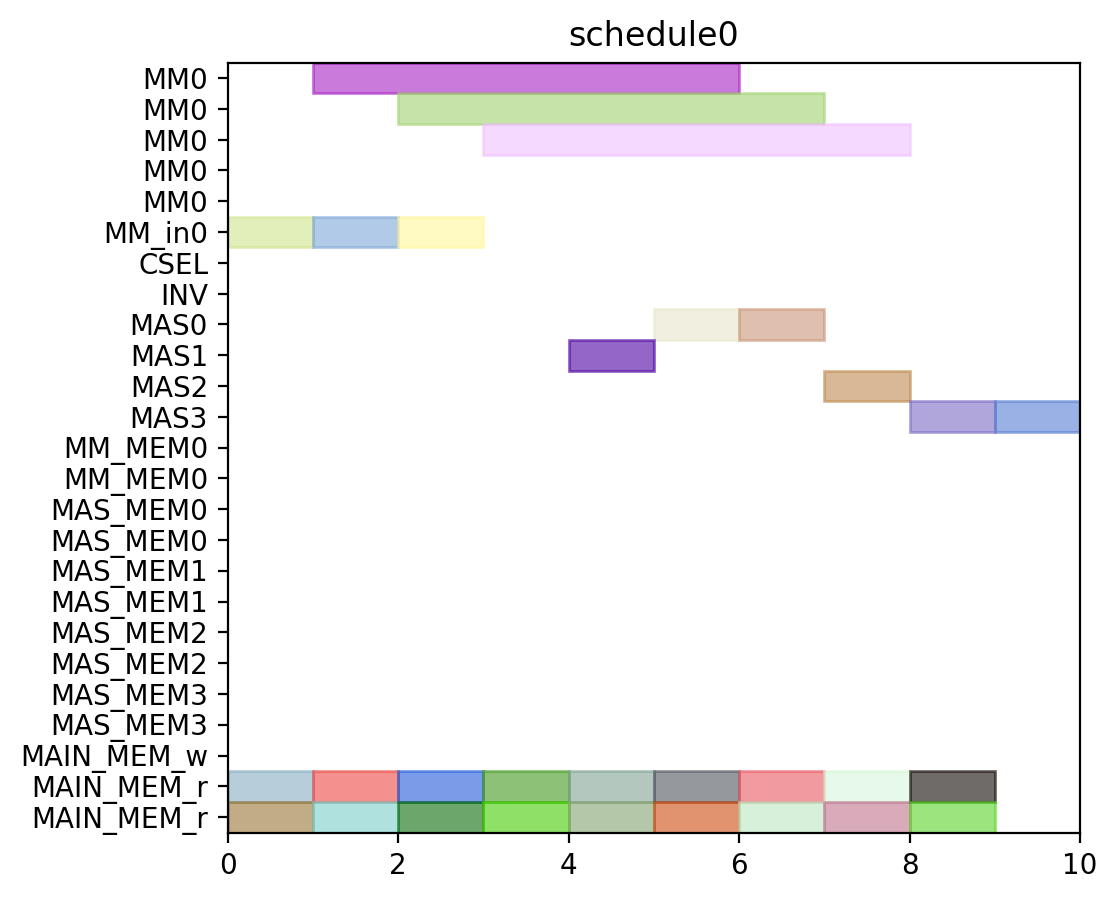 schedule0
MM0
MM0
MM0
MM0
MM0
MM_in0
CSEL
INV
MAS0
MAS1
MAS2
MAS3
MM_MEM0
MM_MEM0
MAS_MEM0
MAS_MEM0
MAS_MEM1
MAS_MEM1
MAS_MEM2
MAS_MEM2
MAS_MEM3
MAS_MEM3
MAIN_MEM_w
MAIN_MEM_r
MAIN_MEM_r
0 2 4 6 8 10